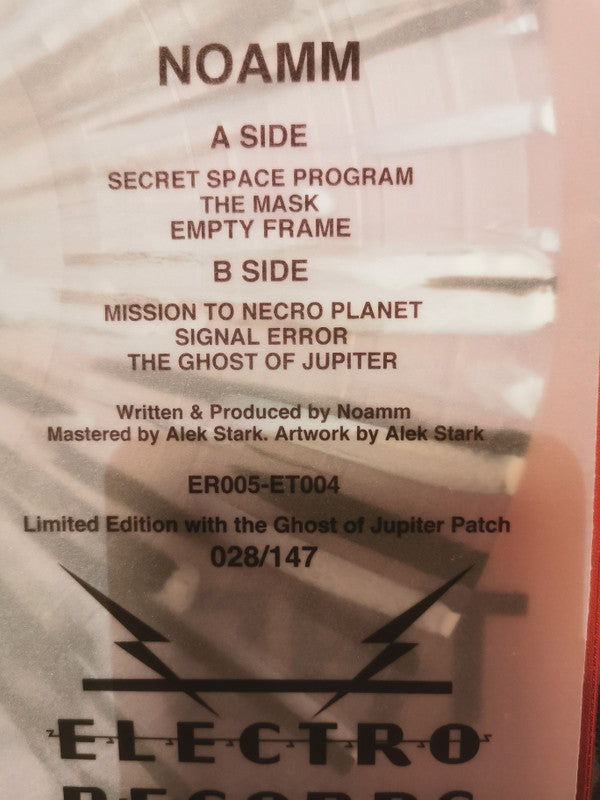 NOAMM
A SIDE
SECRET SPACE PROGRAM
THE MASK
EMPTY FRAME
B SIDE
MISSION TO NECRO PLANET
SIGNAL ERROR
THE GHOST OF JUPITER
Written & Produced by Noamm
Mastered by Alek Stark. Artwork by Alek Stark
ER005-ET004
Limited Edition with the Ghost of Jupiter Patch
028/147
ELECTRO
RECORDS